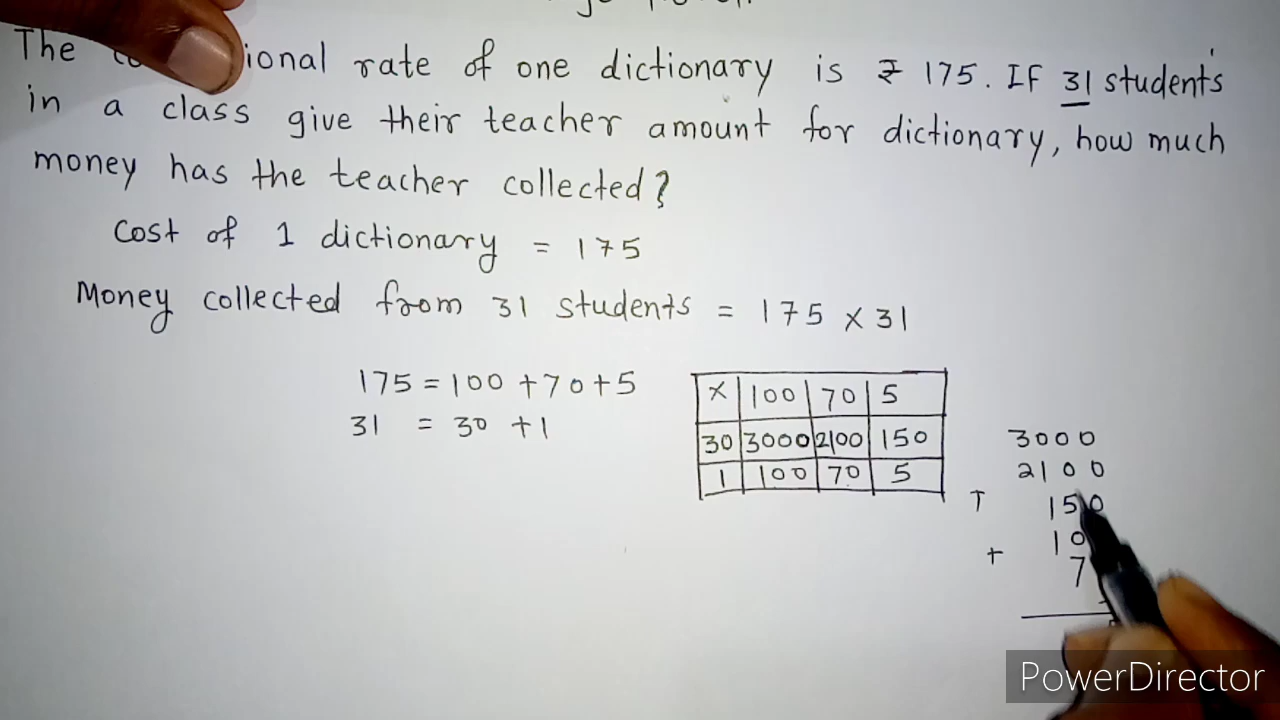 The ional rate of one dictionary is ₹ 175. If 31 students
in a class give their teacher amount for dictionary, how much
money has the teacher collected?
Cost of 1 dictionary = 175
Money collected from 31 students = 175 × 31
175 = 100 + 70 + 5
31 = 30 + 1
× 100 70 5
30 3000 2100 150
1 100 70 5
3000
2100
T 150
+ 10
7
PowerDirector